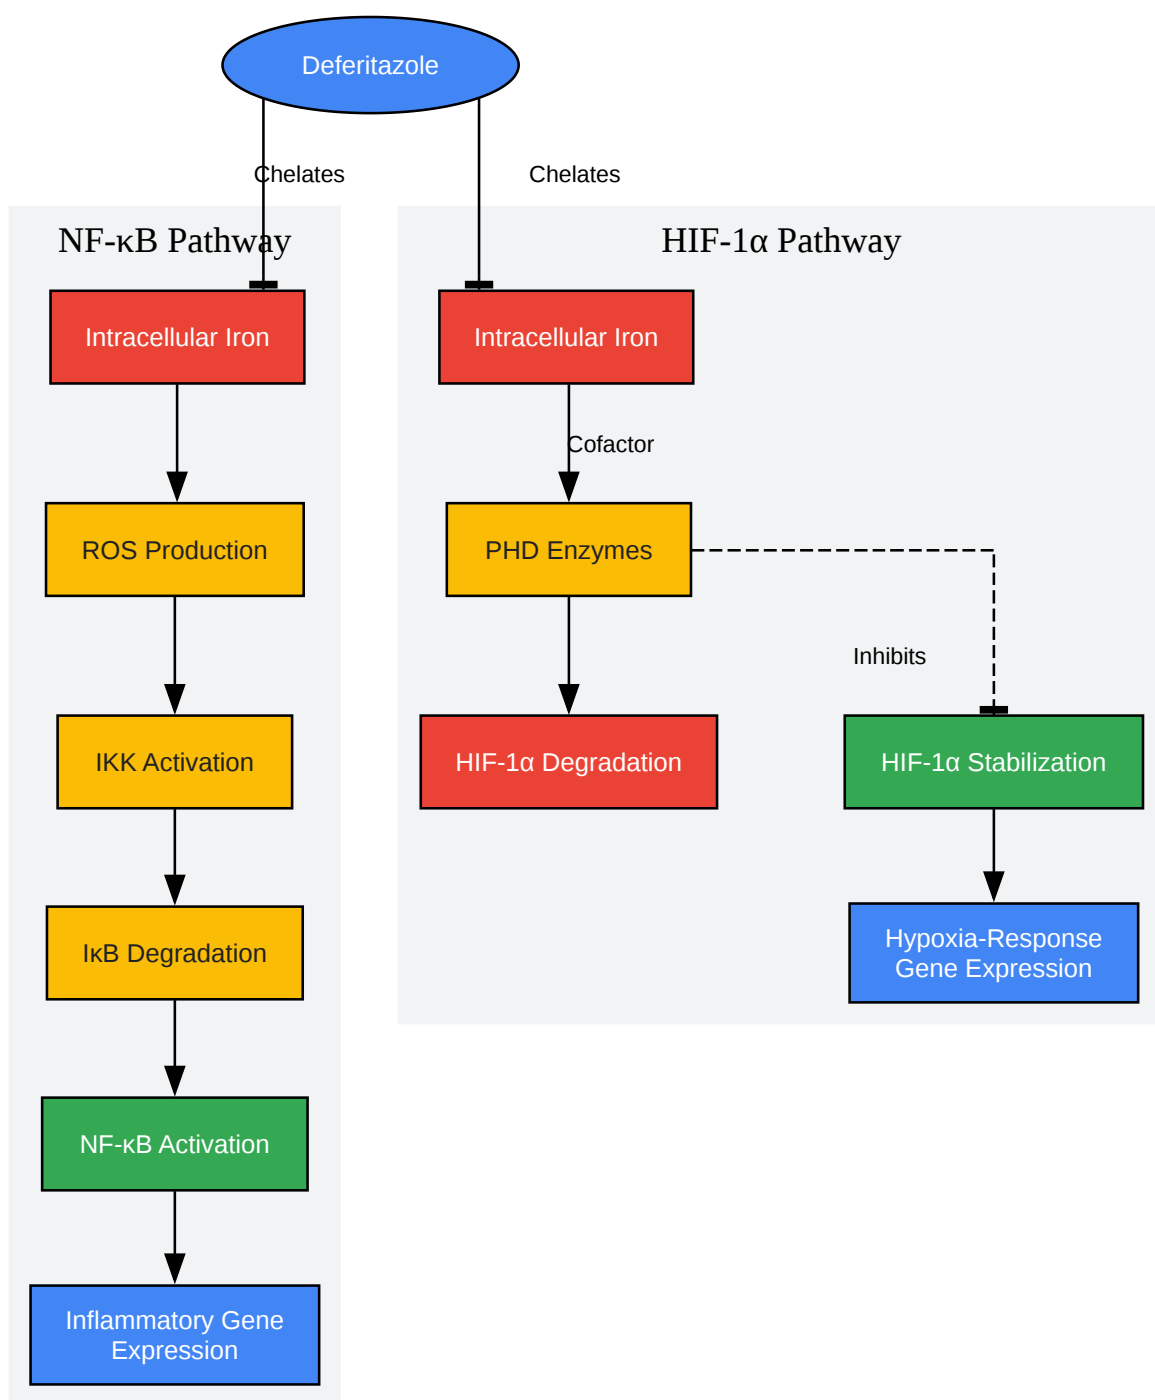 Deferitazole
Chelates
Chelates
NF-κB Pathway
Intracellular Iron
ROS Production
IKK Activation
IκB Degradation
NF-κB Activation
Inflammatory Gene
Expression
HIF-1α Pathway
Intracellular Iron
Cofactor
PHD Enzymes
Inhibits
HIF-1α Degradation
HIF-1α Stabilization
Hypoxia-Response
Gene Expression